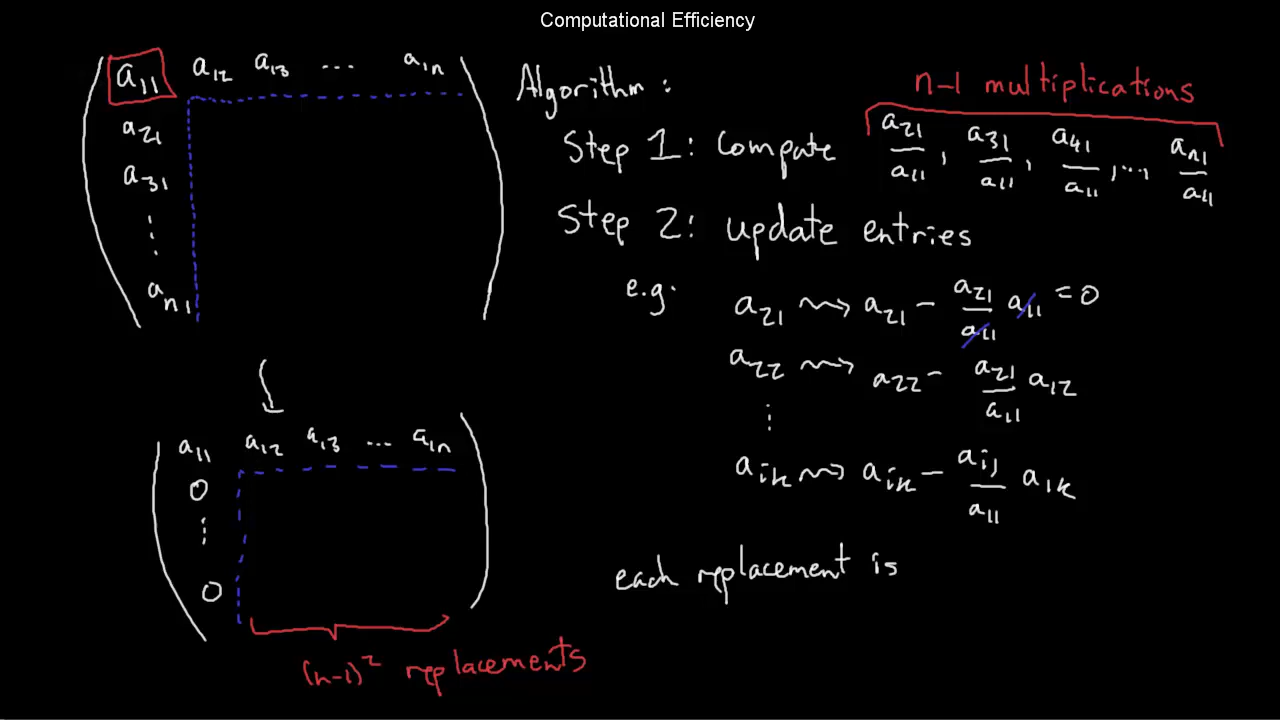 Computational Efficiency
a11 a12 a13 ... a1n
a21
a31
⋮
an1
Algorithm:
n-1 multiplications
Step 1: Compute a21/a11, a31/a11, a41/a11, ..., an1/a11
Step 2: update entries
e.g. a21 ⇝ a21 - a21/a11 a11 = 0
a22 ⇝ a22 - a21/a11 a12
⋮
aik ⇝ aik - ai1/a11 a1k
a11 a12 a13 ... a1n
0
⋮
0
(n-1)² replacements
each replacement is